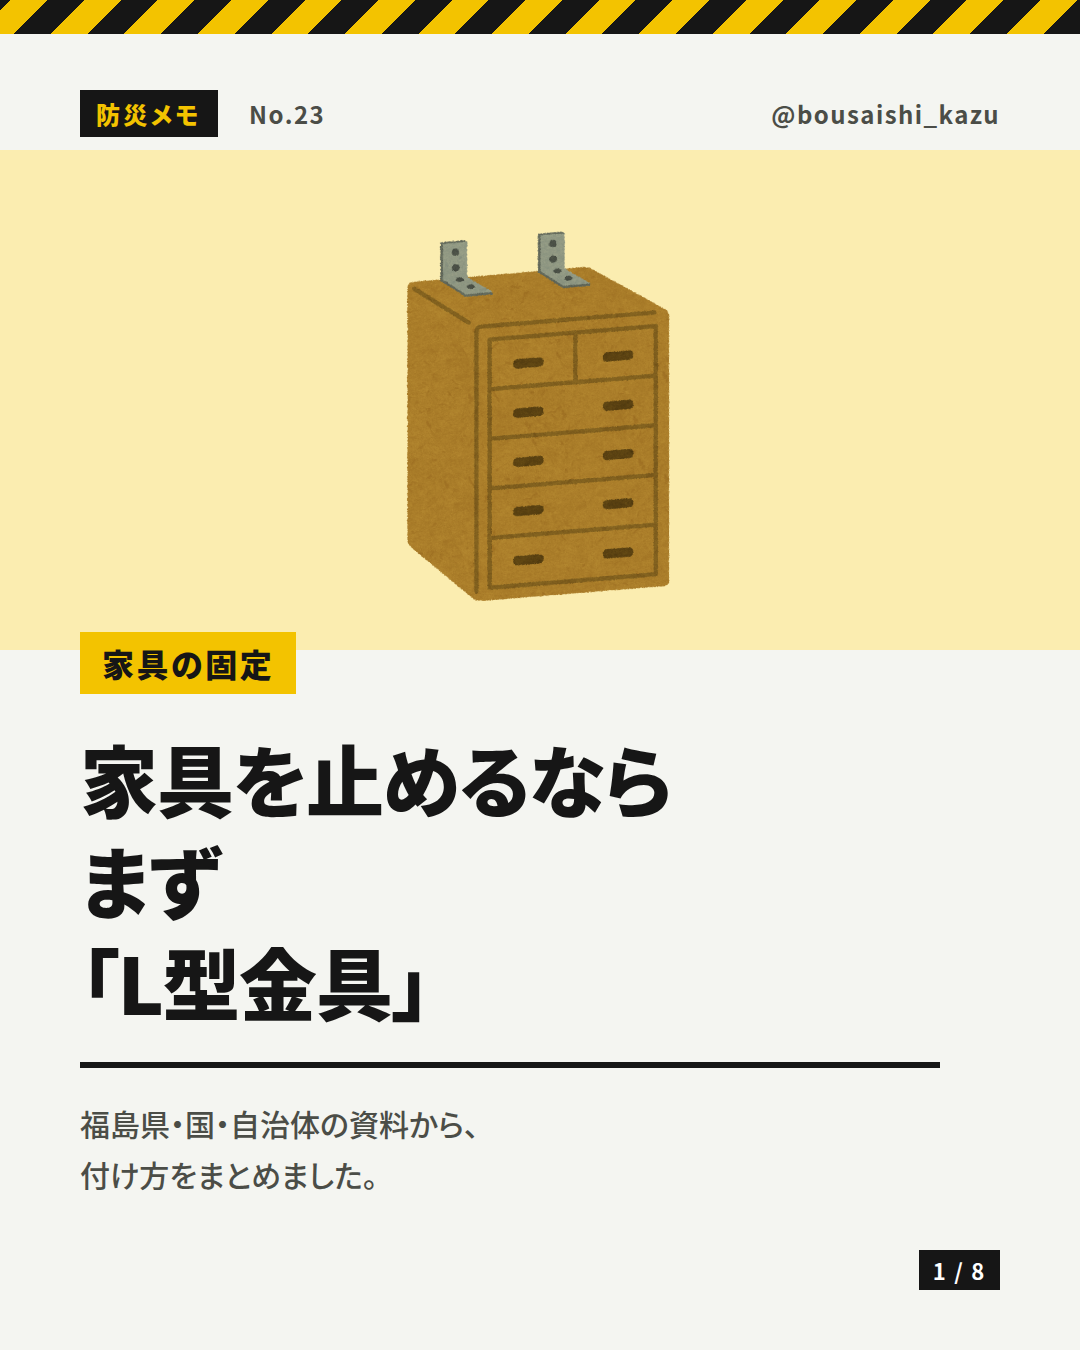 防災メモ No.23 @bousaishi_kazu
家具の固定
家具を止めるなら
まず
「L型金具」
福島県・国・自治体の資料から、
付け方をまとめました。
1 / 8